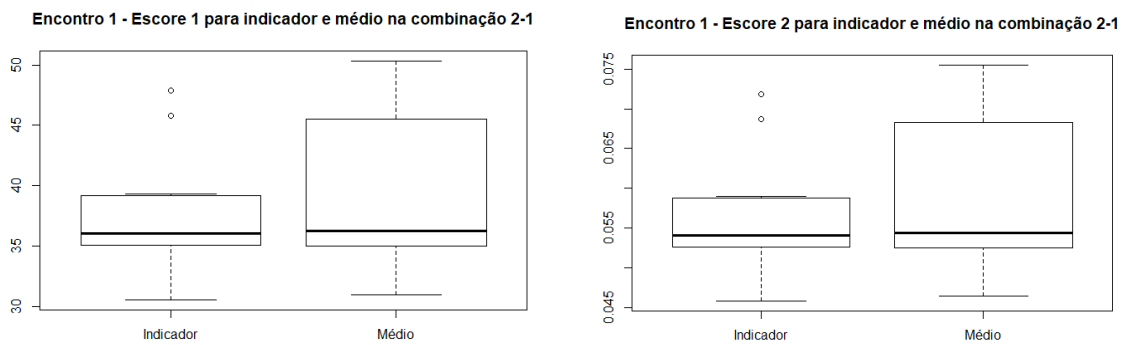 Encontro 1 - Escore 1 para indicador e médio na combinação 2-1
50
45
40
35
30
Indicador Médio
Encontro 1 - Escore 2 para indicador e médio na combinação 2-1
0.075
0.065
0.055
0.045
Indicador Médio